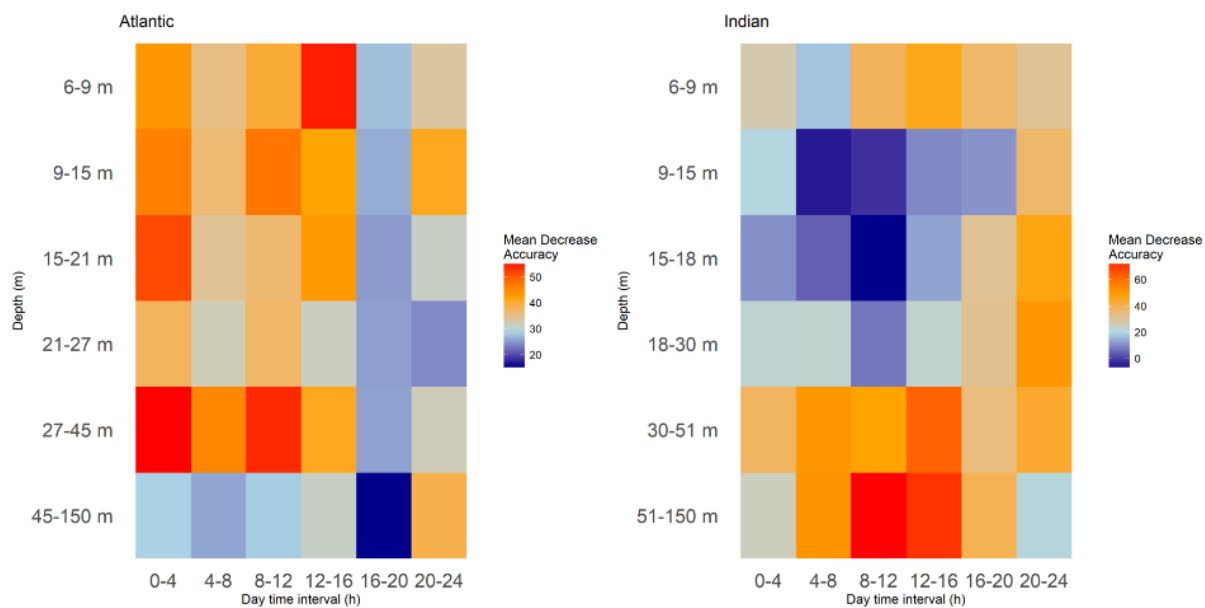 Atlantic
6-9 m
9-15 m
15-21 m
21-27 m
27-45 m
45-150 m
Depth (m)
0-4 4-8 8-12 12-16 16-20 20-24
Day time interval (h)
Mean Decrease
Accuracy
50
40
30
20
Indian
6-9 m
9-15 m
15-18 m
18-30 m
30-51 m
51-150 m
Depth (m)
0-4 4-8 8-12 12-16 16-20 20-24
Day time interval (h)
Mean Decrease
Accuracy
60
40
20
0